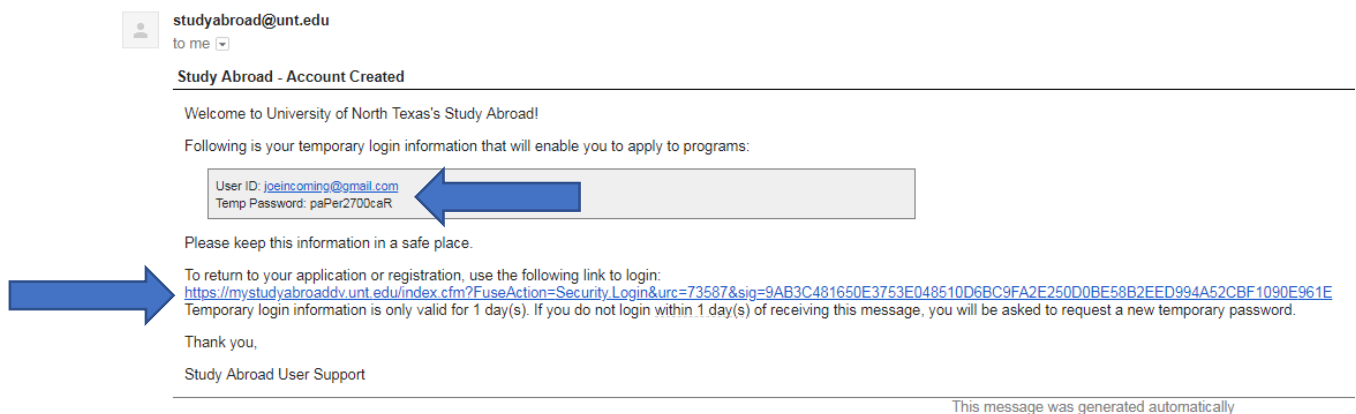 studyabroad@unt.edu
to me
Study Abroad - Account Created
Welcome to University of North Texas's Study Abroad!
Following is your temporary login information that will enable you to apply to programs:
User ID: joeincoming@gmail.com
Temp Password: paPer2700caR
Please keep this information in a safe place.
To return to your application or registration, use the following link to login:
https://mystudyabroaddv.unt.edu/index.cfm?FuseAction=Security.Login&urc=73587&sig=9AB3C481650E3753E048510D6BC9FA2E250D0BE58B2EED994A52CBF1090E961E
Temporary login information is only valid for 1 day(s). If you do not login within 1 day(s) of receiving this message, you will be asked to request a new temporary password.
Thank you,
Study Abroad User Support
This message was generated automatically